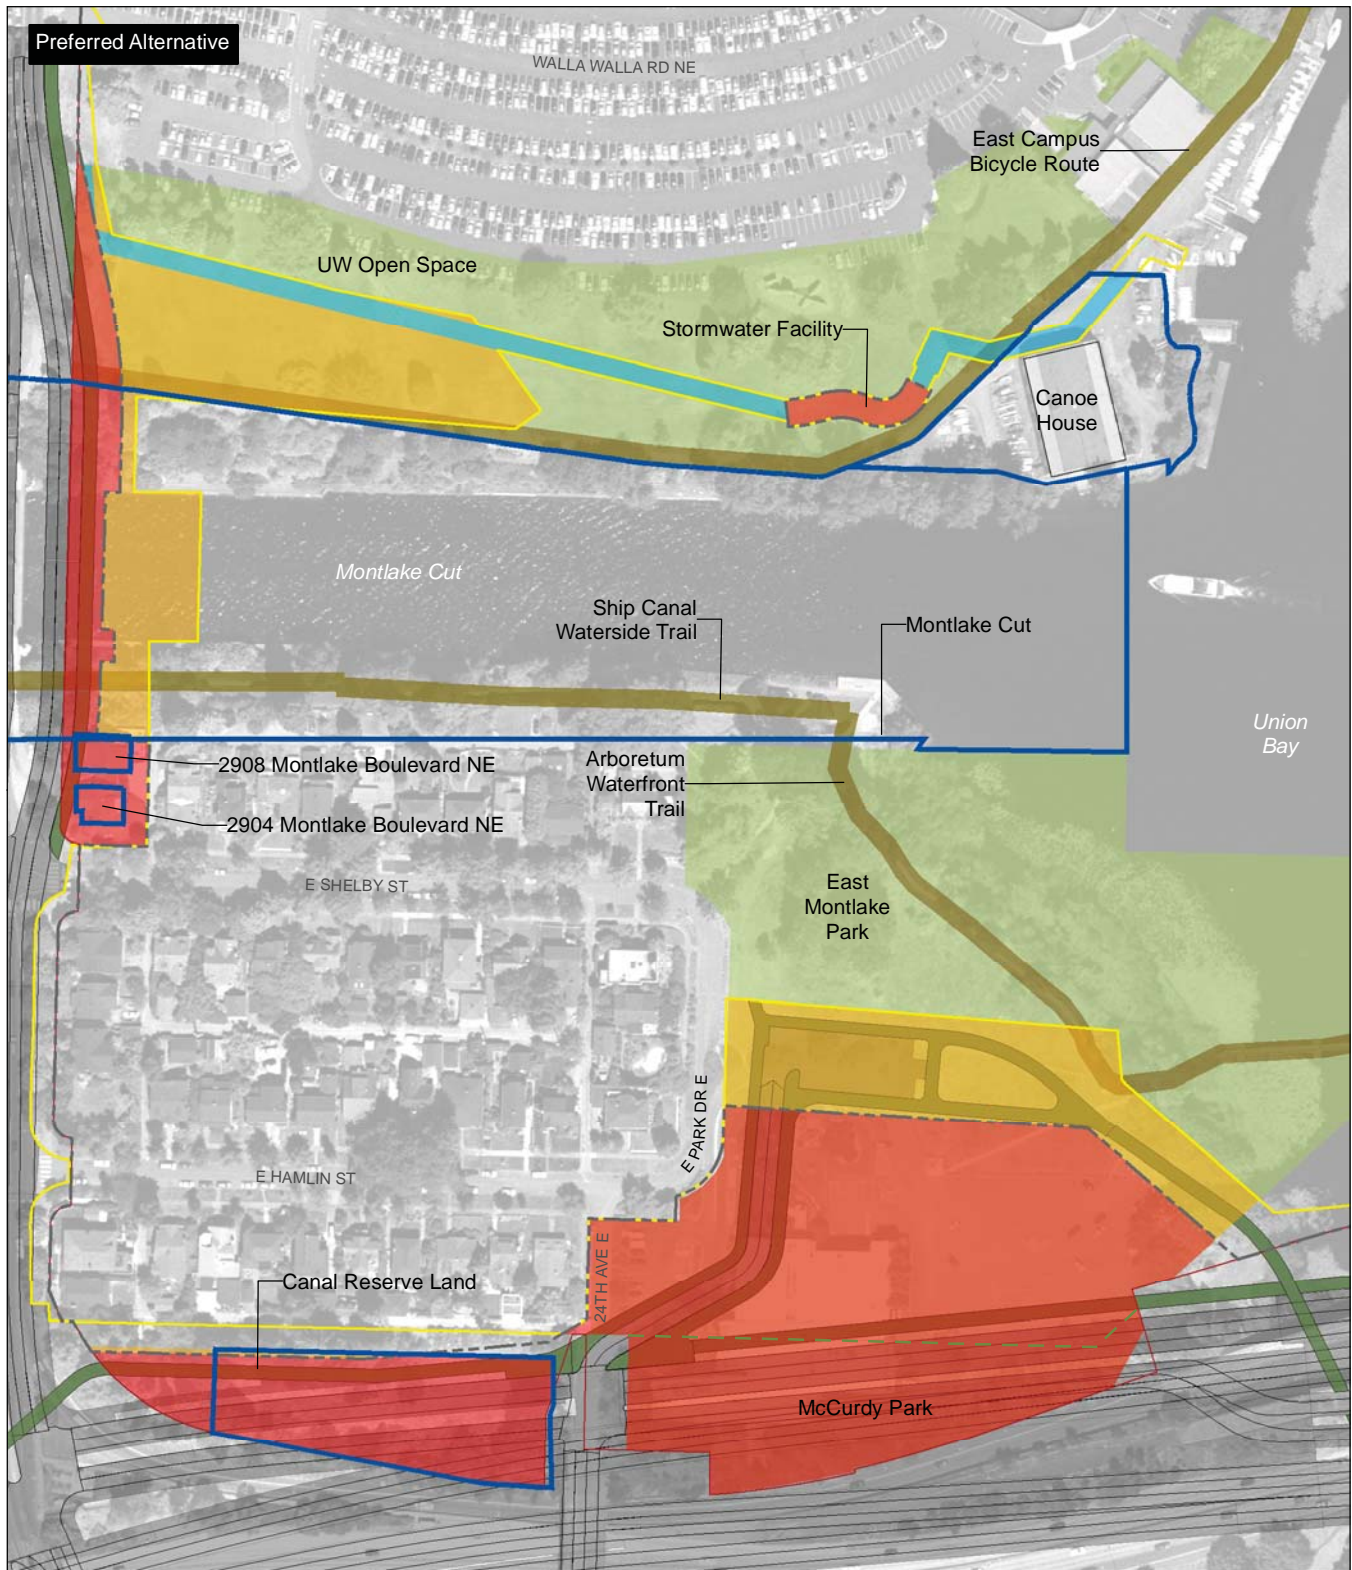 Preferred Alternative
WALLA WALLA RD NE
East Campus
Bicycle Route
UW Open Space
Stormwater Facility
Canoe
House
Montlake Cut
Ship Canal
Waterside Trail
Montlake Cut
Union
Bay
2908 Montlake Boulevard NE
Arboretum
Waterfront
Trail
2904 Montlake Boulevard NE
E SHELBY ST
East
Montlake
Park
E PARK DR E
E HAMLIN ST
24TH AVE E
Canal Reserve Land
McCurdy Park